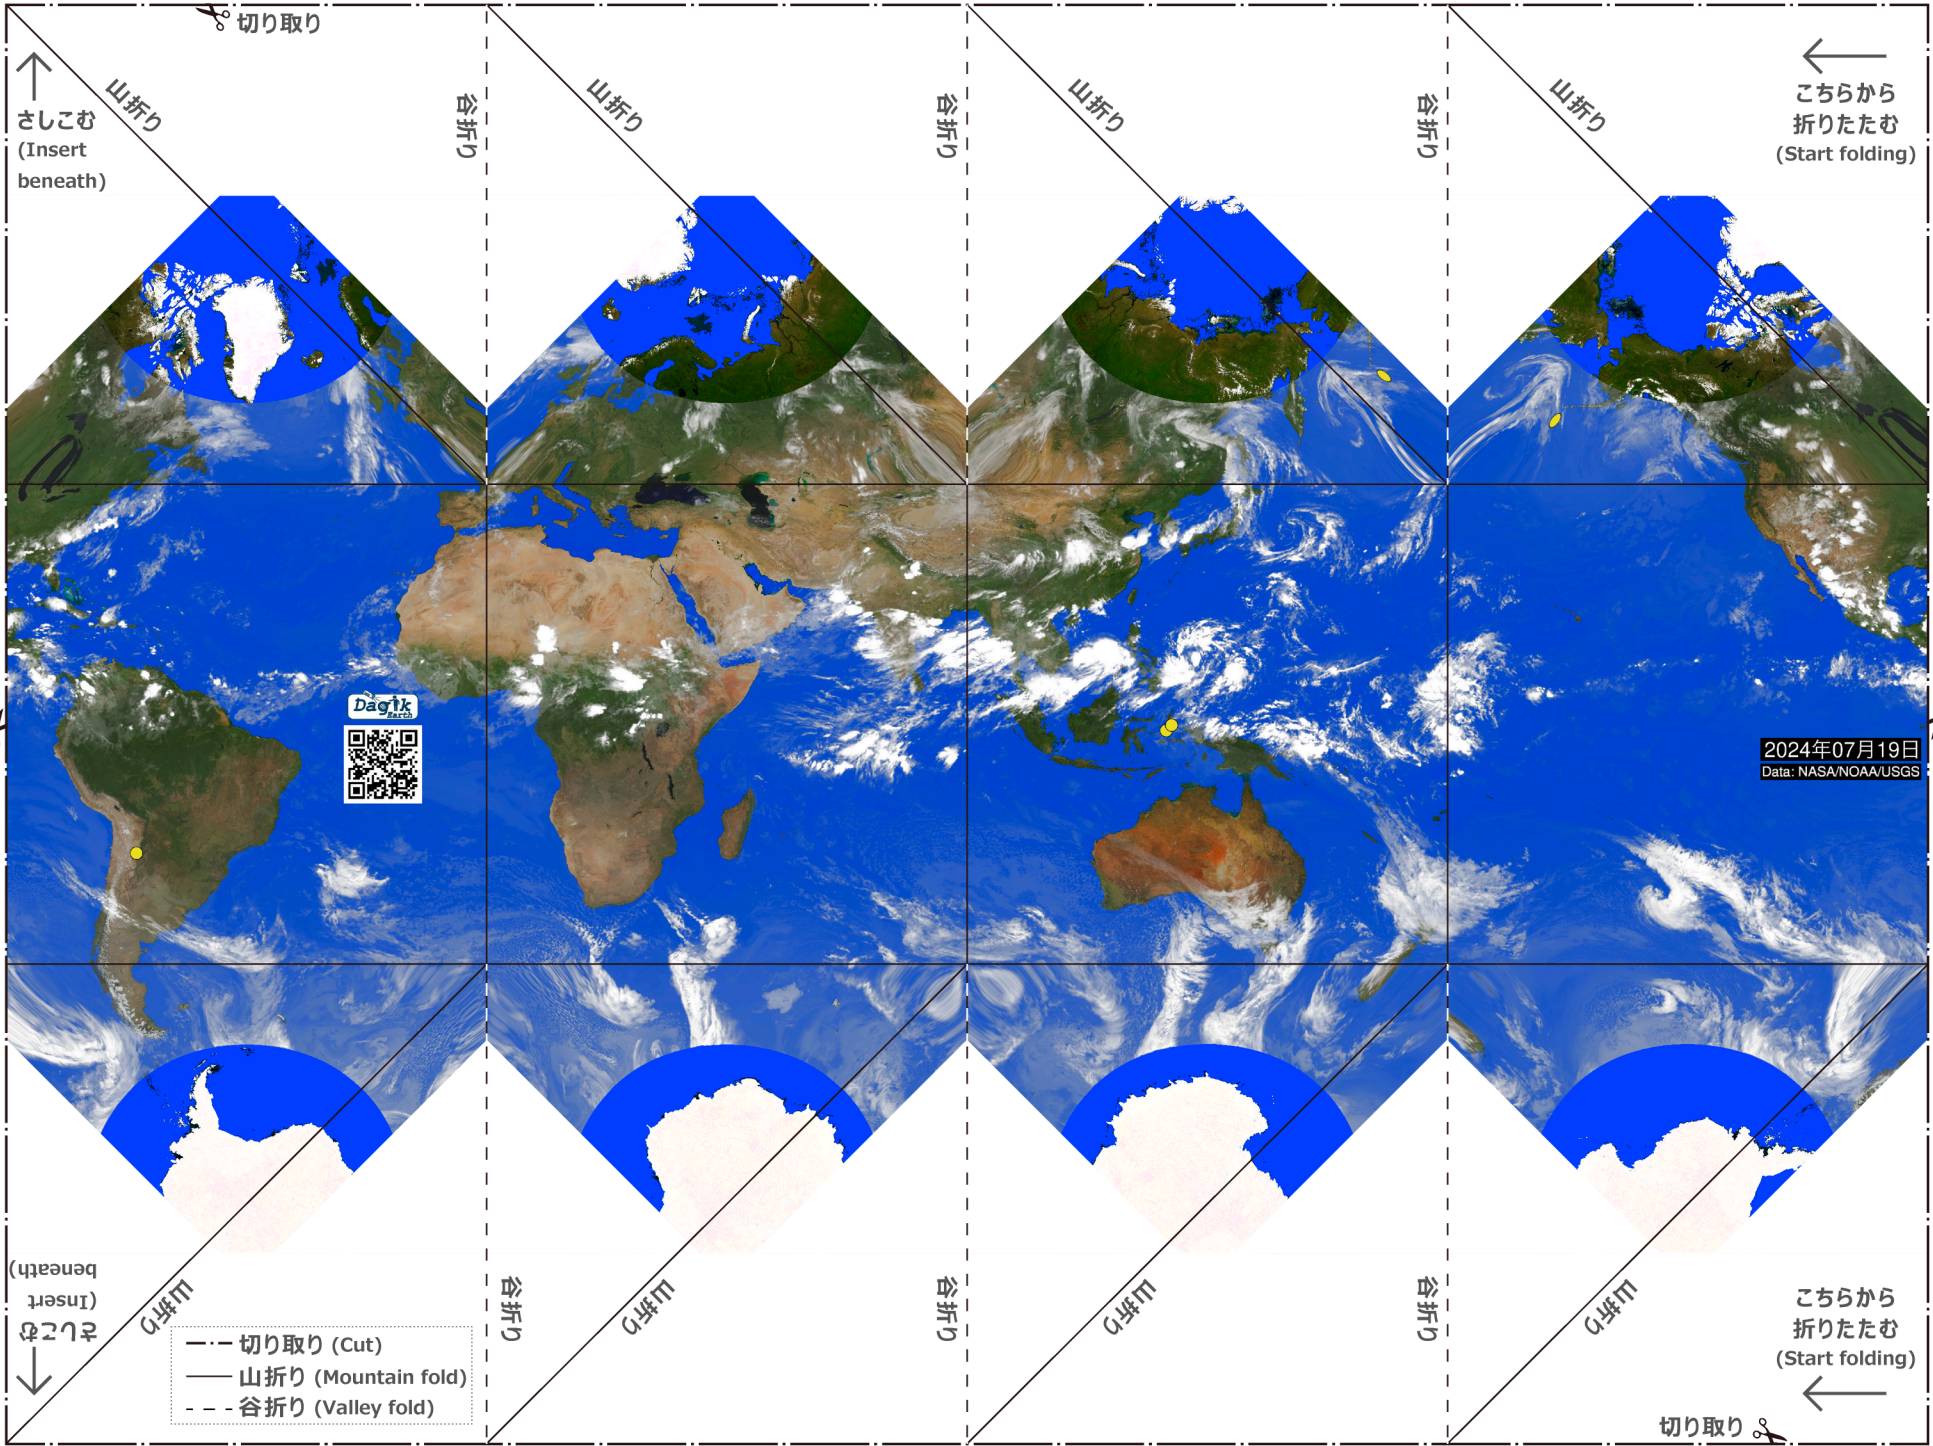 切り取り
山折り
谷折り
山折り
谷折り
山折り
谷折り
山折り
さしこむ
(Insert
beneath)
こちらから
折りたたむ
(Start folding)
Dagik
Earth
2024年07月19日
Data: NASA/NOAA/USGS
さしこむ
(Insert
beneath)
山折り
谷折り
山折り
谷折り
山折り
谷折り
山折り
こちらから
折りたたむ
(Start folding)
切り取り (Cut)
山折り (Mountain fold)
谷折り (Valley fold)
切り取り